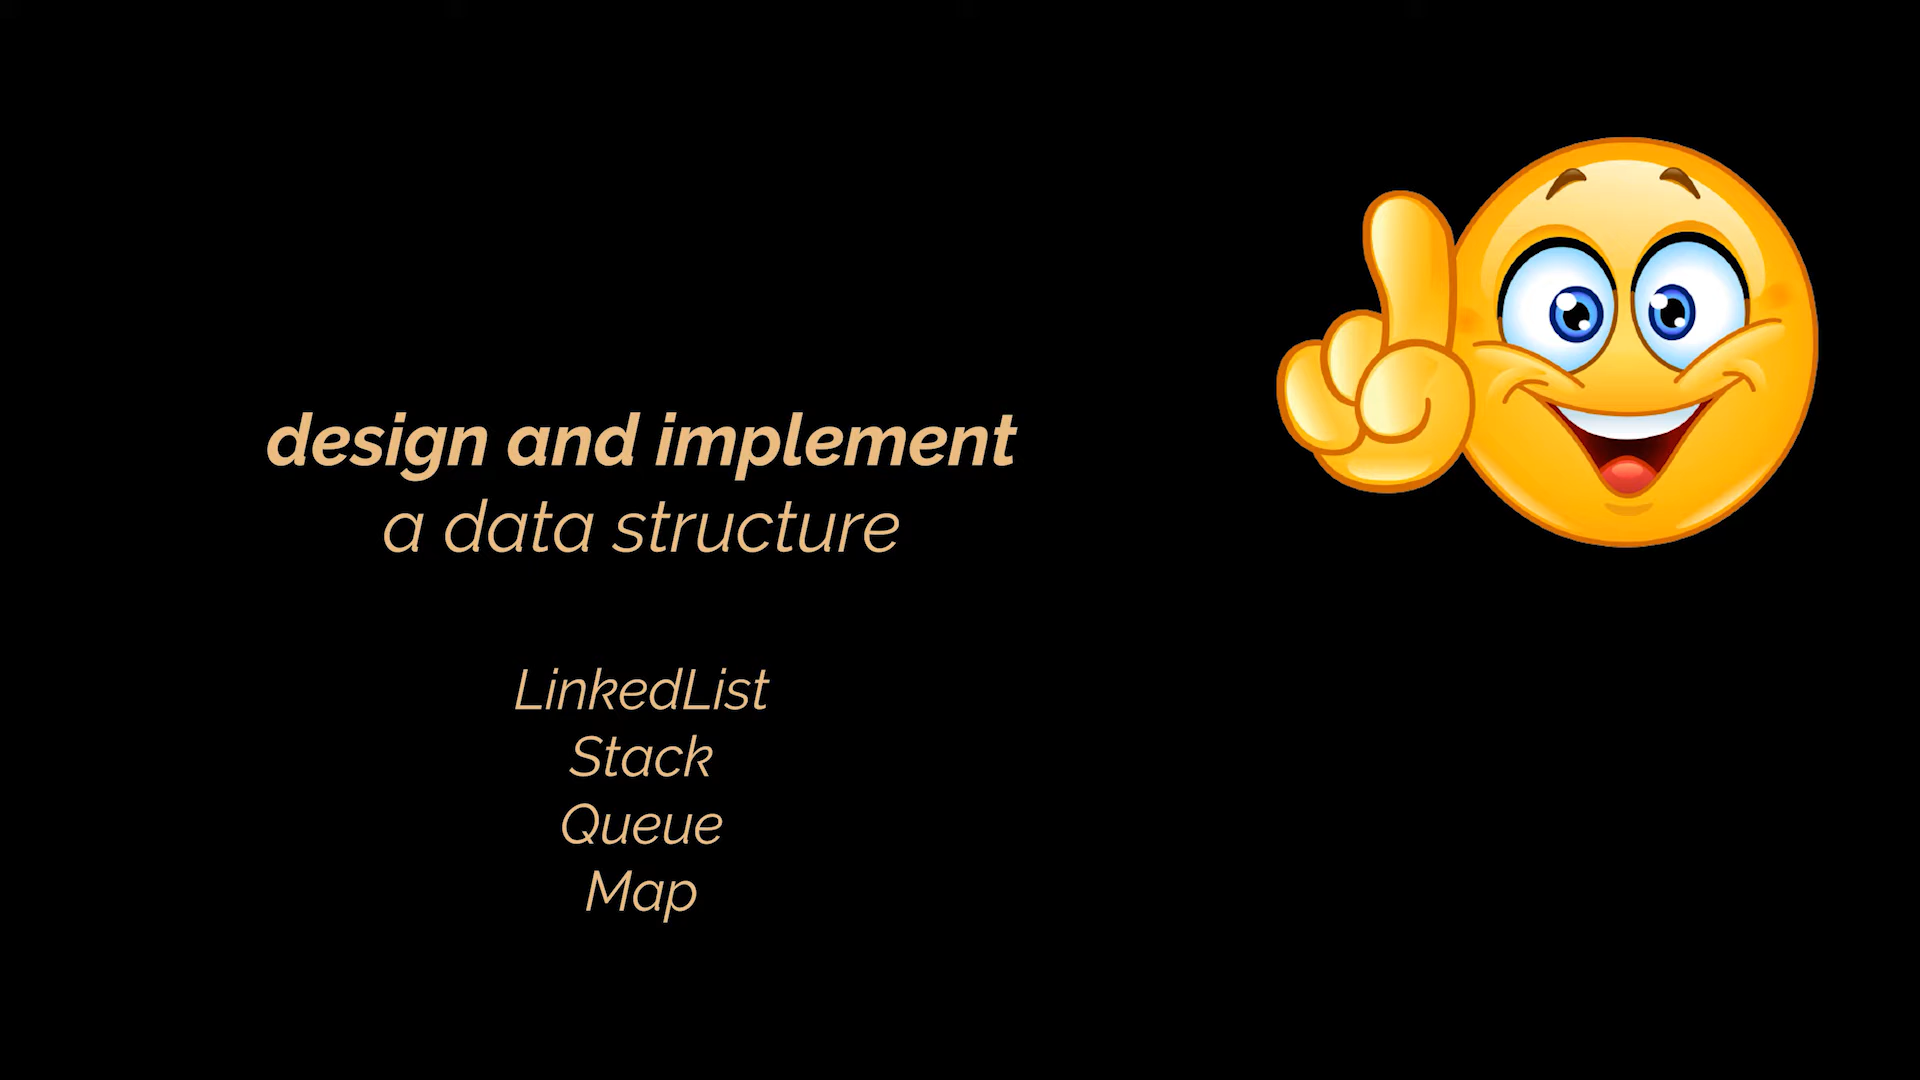 design and implement
a data structure
LinkedList
Stack
Queue
Map